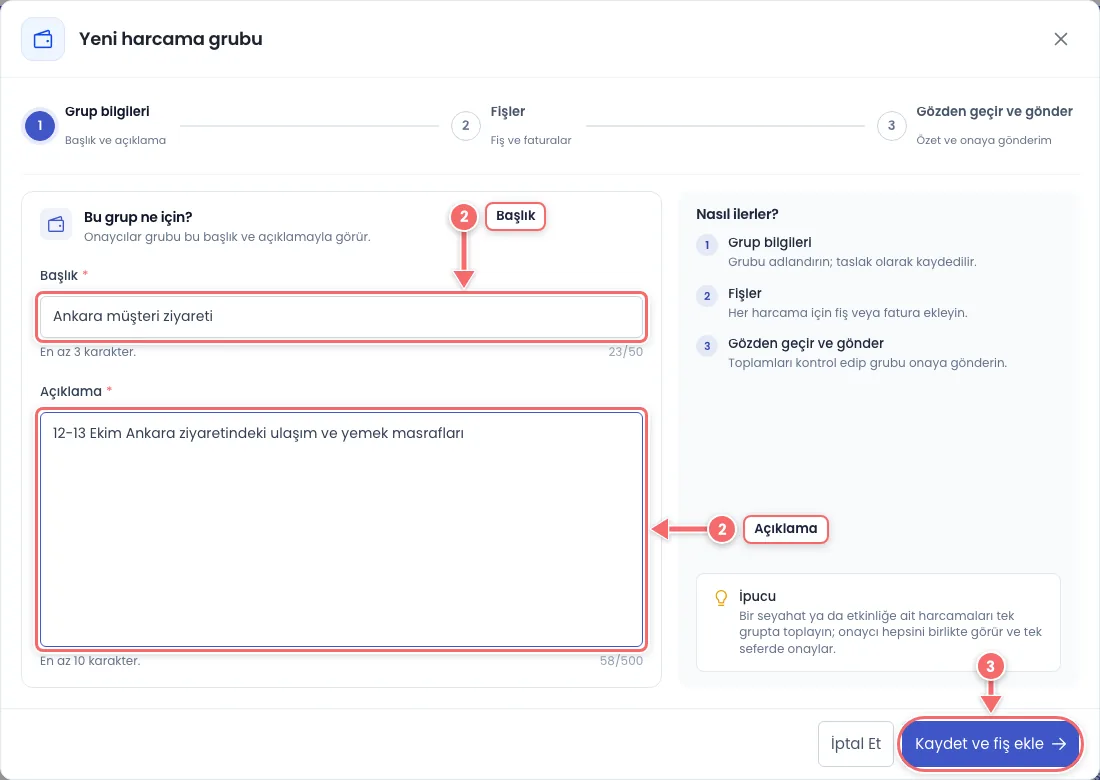 Yeni harcama grubu
1
Grup bilgileri
Başlık ve açıklama
2
Fişler
Fiş ve faturalar
3
Gözden geçir ve gönder
Özet ve onaya gönderim
Bu grup ne için?
Onaycılar grubu bu başlık ve açıklamayla görür.
2
Başlık
Başlık *
Ankara müşteri ziyareti
En az 3 karakter.
23/50
Açıklama *
12-13 Ekim Ankara ziyaretindeki ulaşım ve yemek masrafları
2
Açıklama
En az 10 karakter.
58/500
Nasıl ilerler?
1
Grup bilgileri
Grubu adlandırın; taslak olarak kaydedilir.
2
Fişler
Her harcama için fiş veya fatura ekleyin.
3
Gözden geçir ve gönder
Toplamları kontrol edip grubu onaya gönderin.
İpucu
Bir seyahat ya da etkinliğe ait harcamaları tek
grupta toplayın; onaycı hepsini birlikte görür ve tek
seferde onaylar.
3
İptal Et
Kaydet ve fiş ekle →